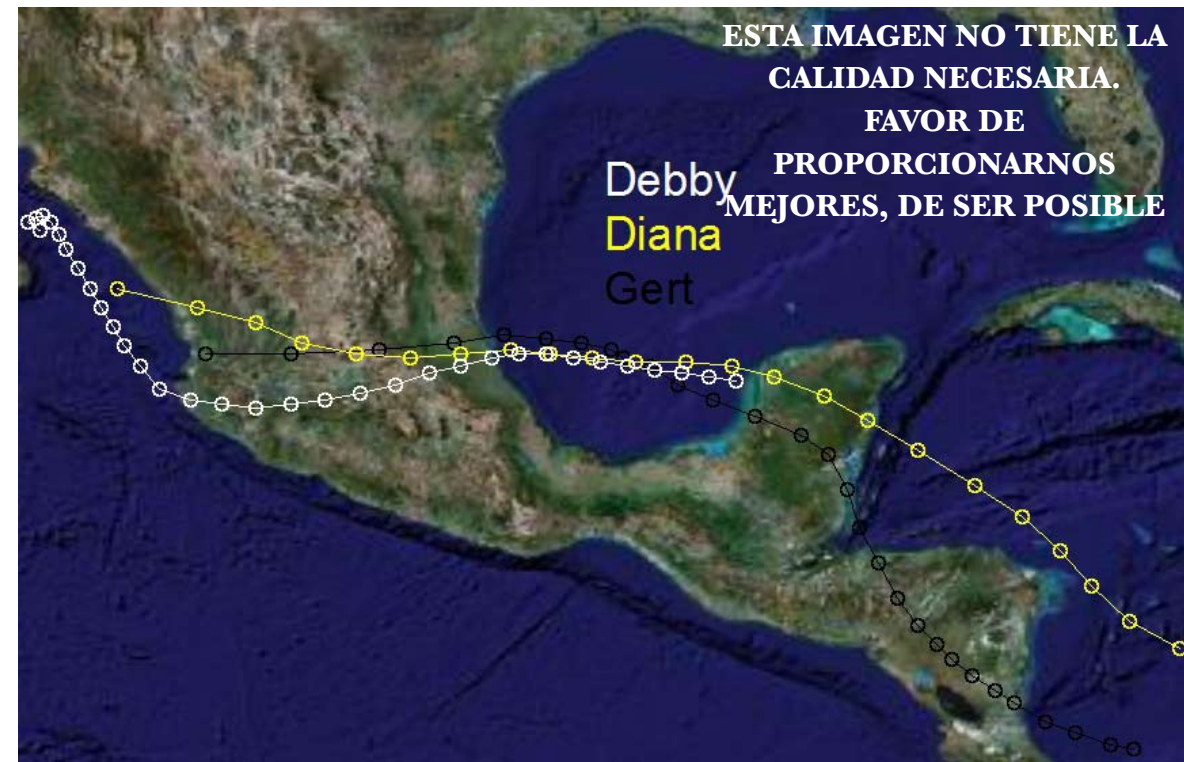 ESTA IMAGEN NO TIENE LA
CALIDAD NECESARIA.
FAVOR DE
PROPORCIONARNOS
MEJORES, DE SER POSIBLE
Debby
Diana
Gert